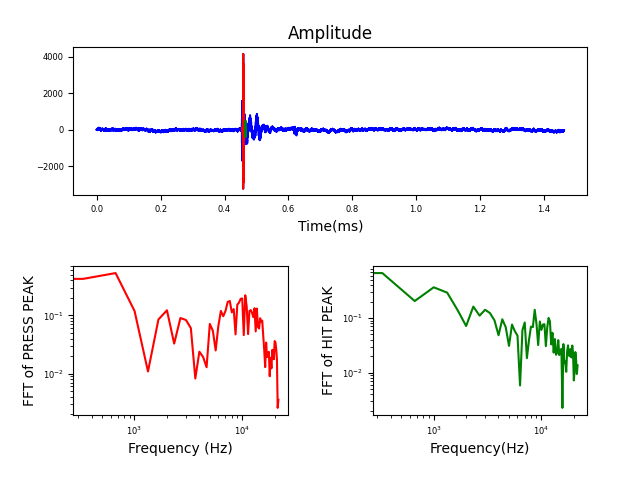 Amplitude
4000
2000
0
−2000
0.0 0.2 0.4 0.6 0.8 1.0 1.2 1.4
Time(ms)
FFT of PRESS PEAK
10⁻¹
10⁻²
10³ 10⁴
Frequency (Hz)
FFT of HIT PEAK
10⁻¹
10⁻²
10³ 10⁴
Frequency(Hz)